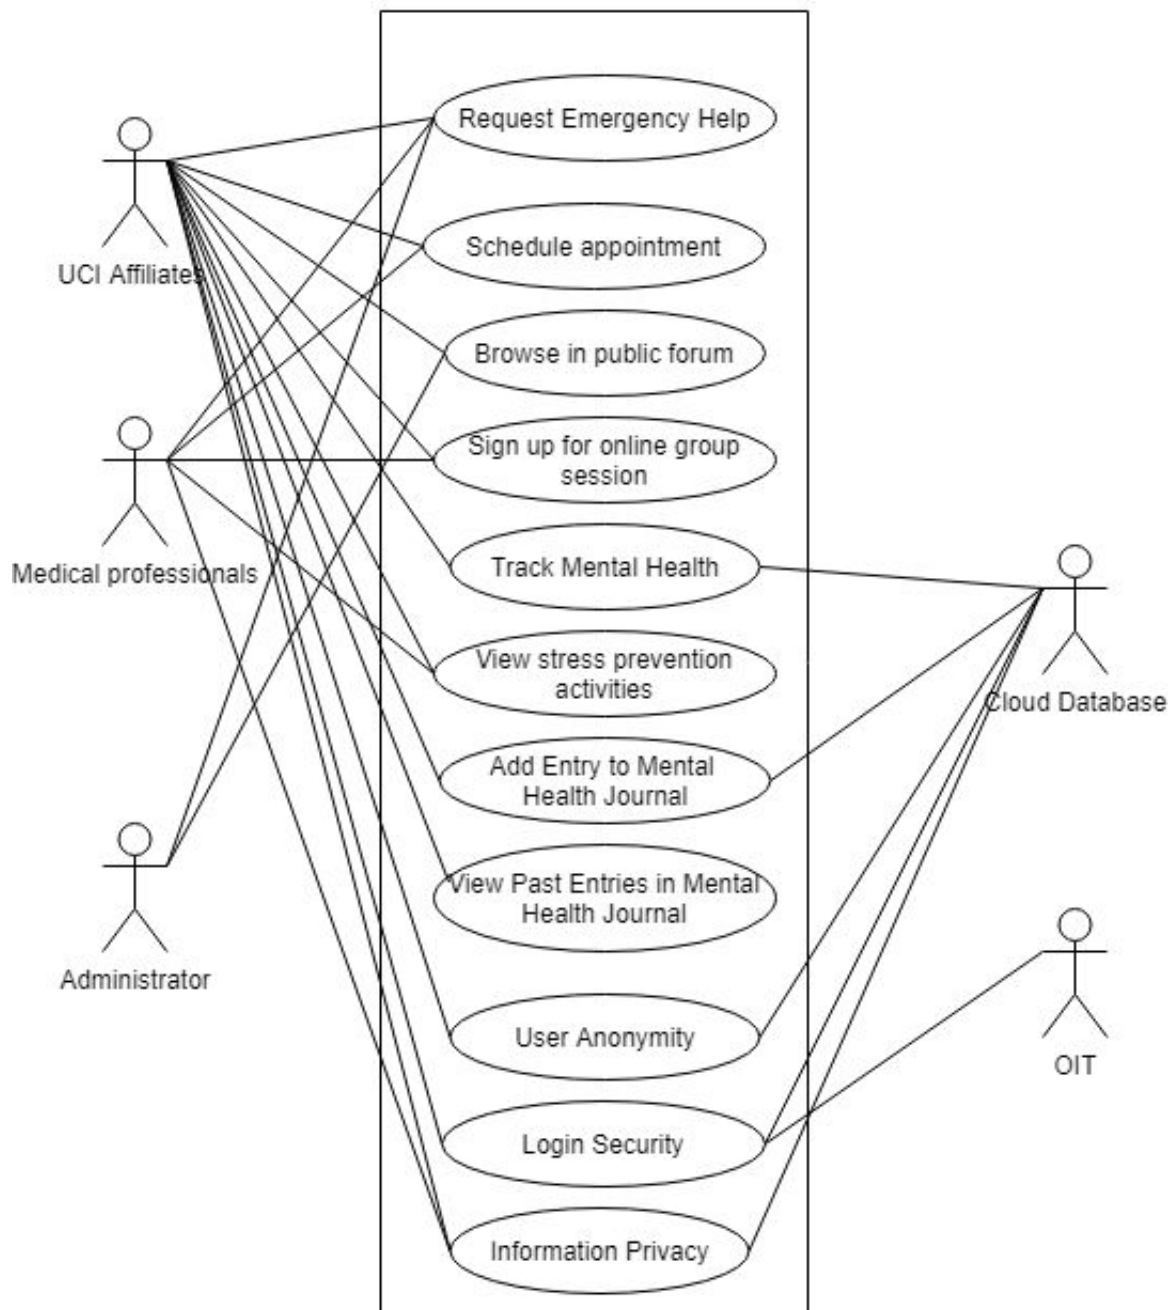 Request Emergency Help
UCI Affiliates
Schedule appointment
Browse in public forum
Sign up for online group
session
Medical professionals
Track Mental Health
View stress prevention
activities
Cloud Database
Add Entry to Mental
Health Journal
View Past Entries in Mental
Health Journal
Administrator
User Anonymity
OIT
Login Security
Information Privacy